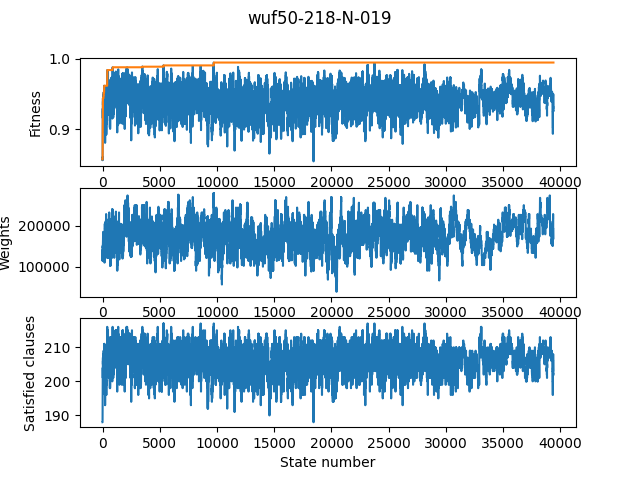 wuf50-218-N-019
1.0
0.9
Fitness
0 5000 10000 15000 20000 25000 30000 35000 40000
200000
100000
Weights
0 5000 10000 15000 20000 25000 30000 35000 40000
210
200
190
Satisfied clauses
0 5000 10000 15000 20000 25000 30000 35000 40000
State number